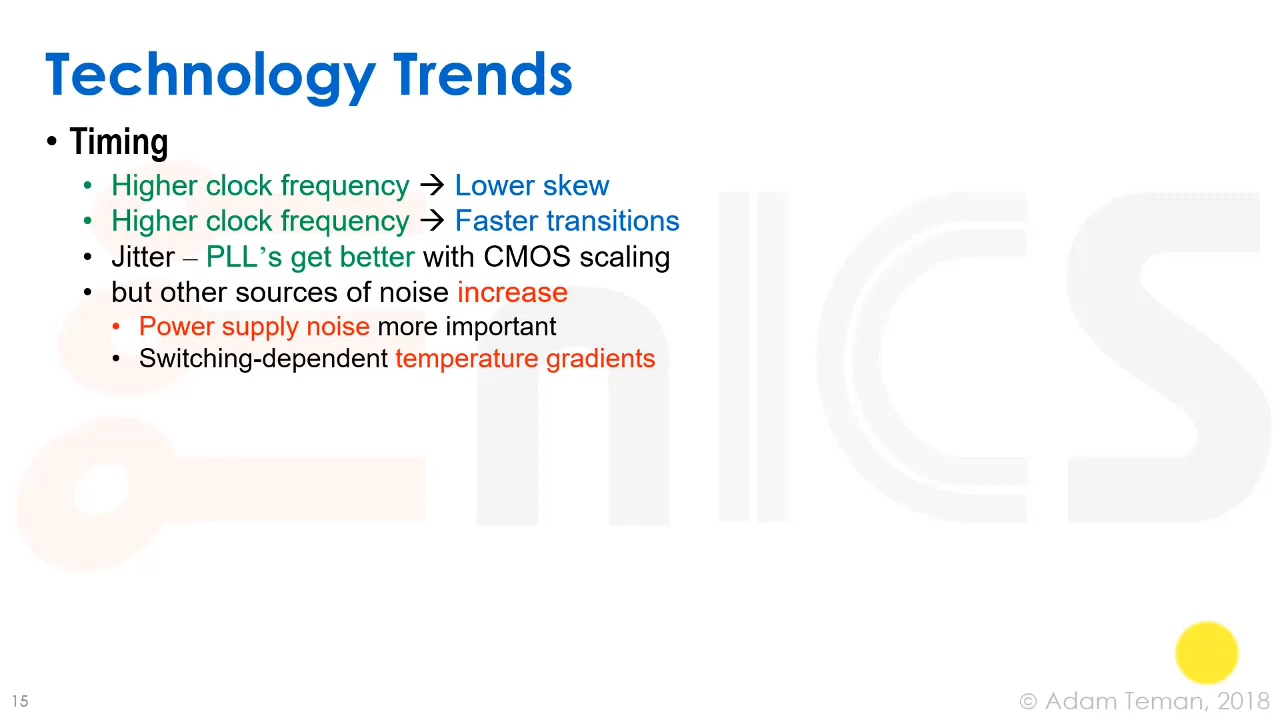 Technology Trends
• Timing
• Higher clock frequency → Lower skew
• Higher clock frequency → Faster transitions
• Jitter – PLL’s get better with CMOS scaling
• but other sources of noise increase
• Power supply noise more important
• Switching-dependent temperature gradients
nICS
15
© Adam Teman, 2018